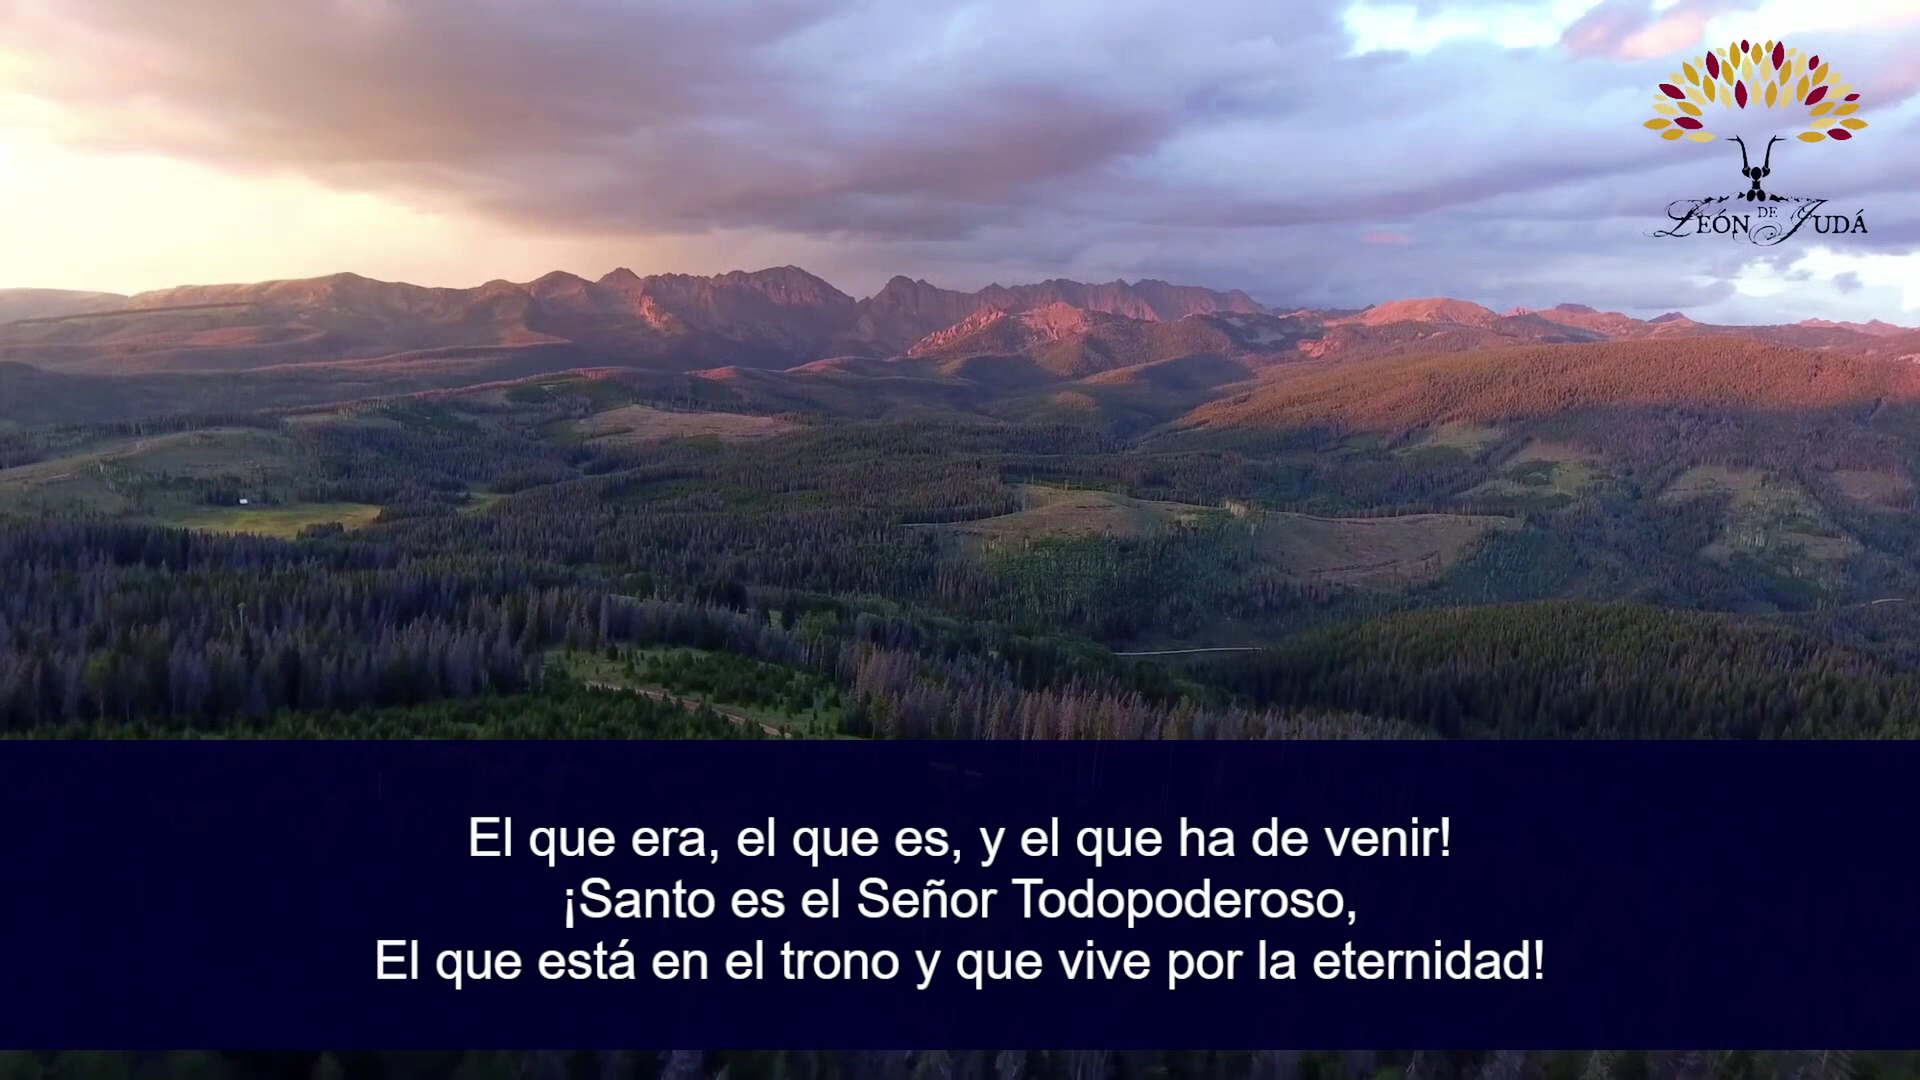 LEÓN DE JUDÁ
El que era, el que es, y el que ha de venir!
¡Santo es el Señor Todopoderoso,
El que está en el trono y que vive por la eternidad!